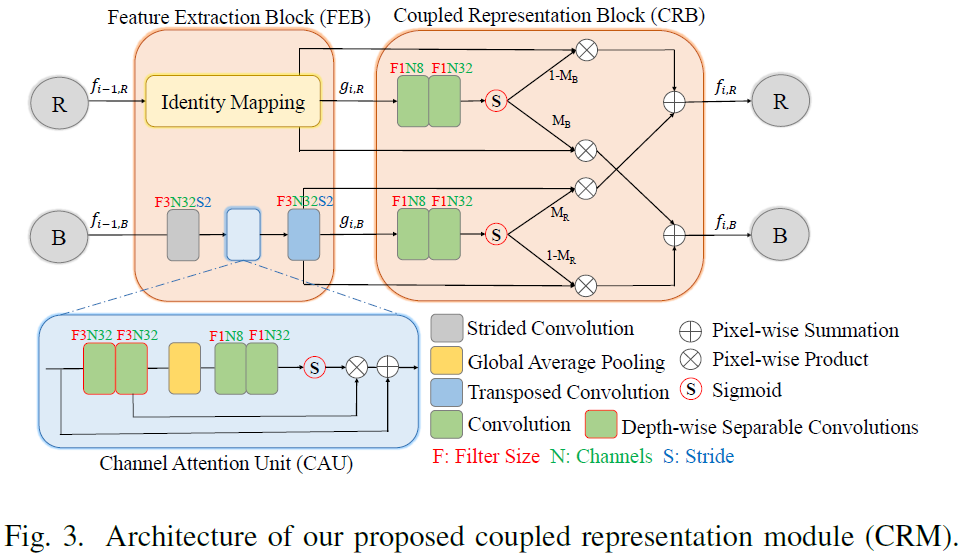 Feature Extraction Block (FEB)
Coupled Representation Block (CRB)
R
f_{i-1,R}
Identity Mapping
g_{i,R}
F1N8 F1N32
S
1-M_B
M_B
f_{i,R}
R
B
f_{i-1,B}
F3N32S2
F3N32S2
g_{i,B}
F1N8 F1N32
S
M_R
1-M_R
f_{i,B}
B
F3N32 F3N32
F1N8 F1N32
S
Channel Attention Unit (CAU)
Strided Convolution
Global Average Pooling
Transposed Convolution
Convolution
Pixel-wise Summation
Pixel-wise Product
S Sigmoid
Depth-wise Separable Convolutions
F: Filter Size N: Channels S: Stride
Fig. 3. Architecture of our proposed coupled representation module (CRM).